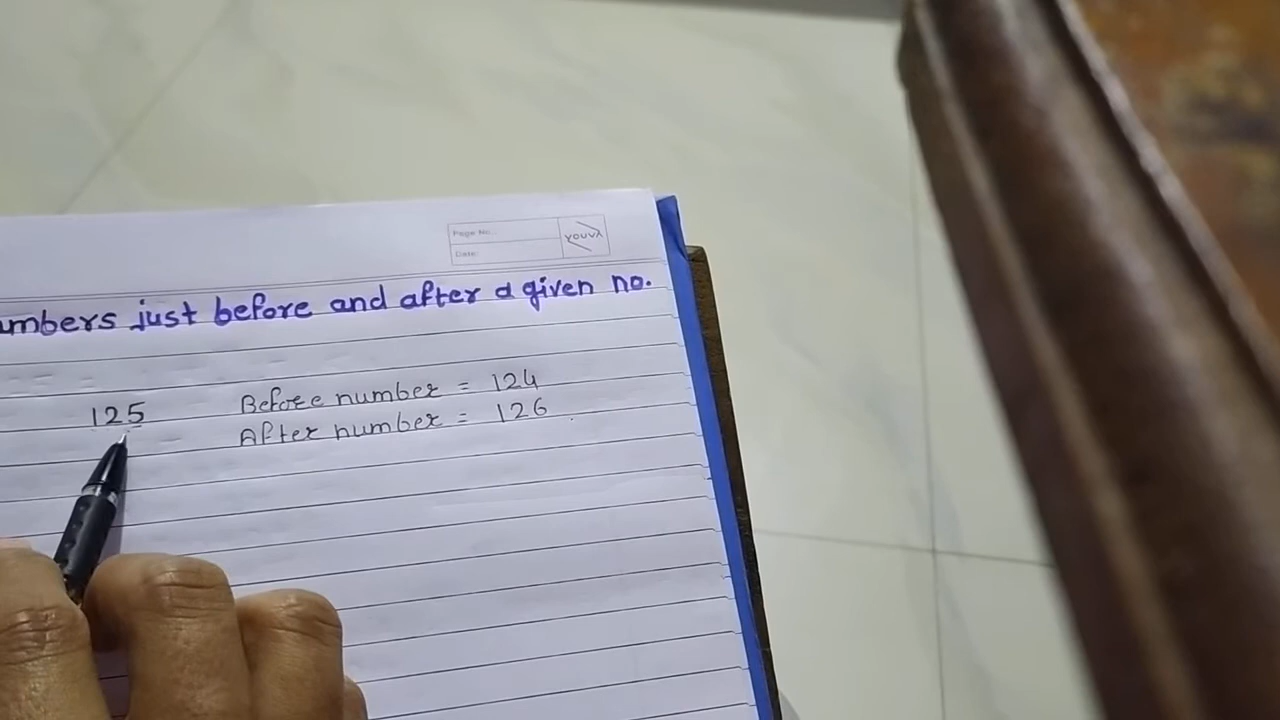 Page No.
Date:
YOUVA
umbers just before and after a given no.
125
Before number = 124
After number = 126